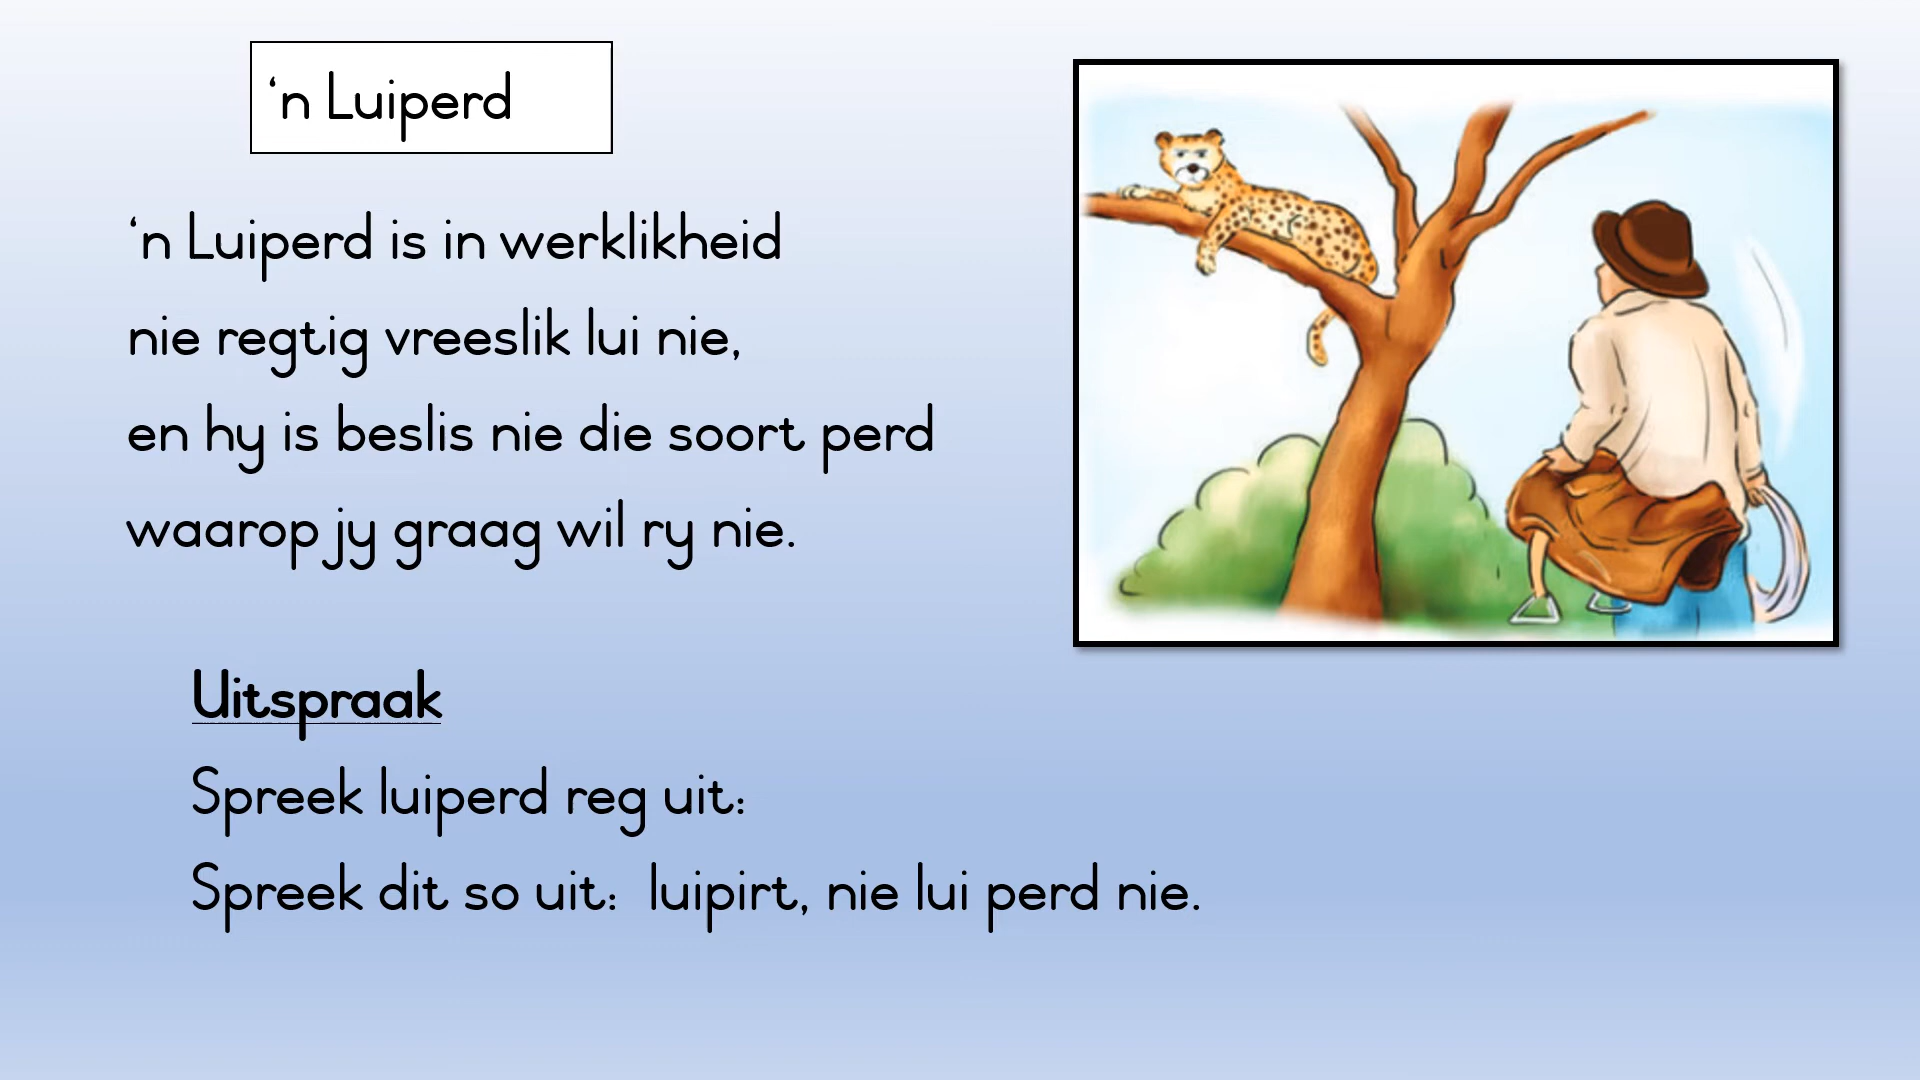 ‘n Luiperd
‘n Luiperd is in werklikheid
nie regtig vreeslik lui nie,
en hy is beslis nie die soort perd
waarop jy graag wil ry nie.
Uitspraak
Spreek luiperd reg uit:
Spreek dit so uit:  luipirt, nie lui perd nie.